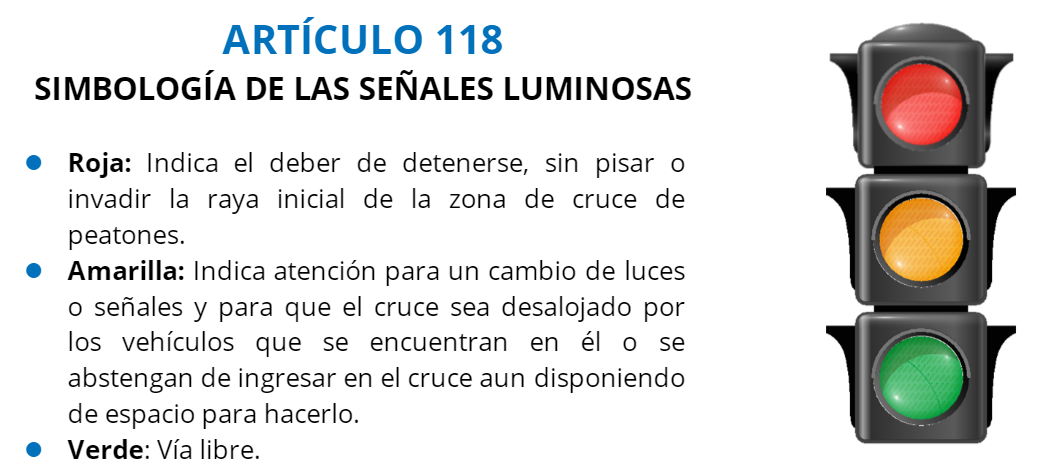 ARTÍCULO 118
SIMBOLOGÍA DE LAS SEÑALES LUMINOSAS
● Roja: Indica el deber de detenerse, sin pisar o
invadir la raya inicial de la zona de cruce de
peatones.
● Amarilla: Indica atención para un cambio de luces
o señales y para que el cruce sea desalojado por
los vehículos que se encuentran en él o se
abstengan de ingresar en el cruce aun disponiendo
de espacio para hacerlo.
● Verde: Vía libre.